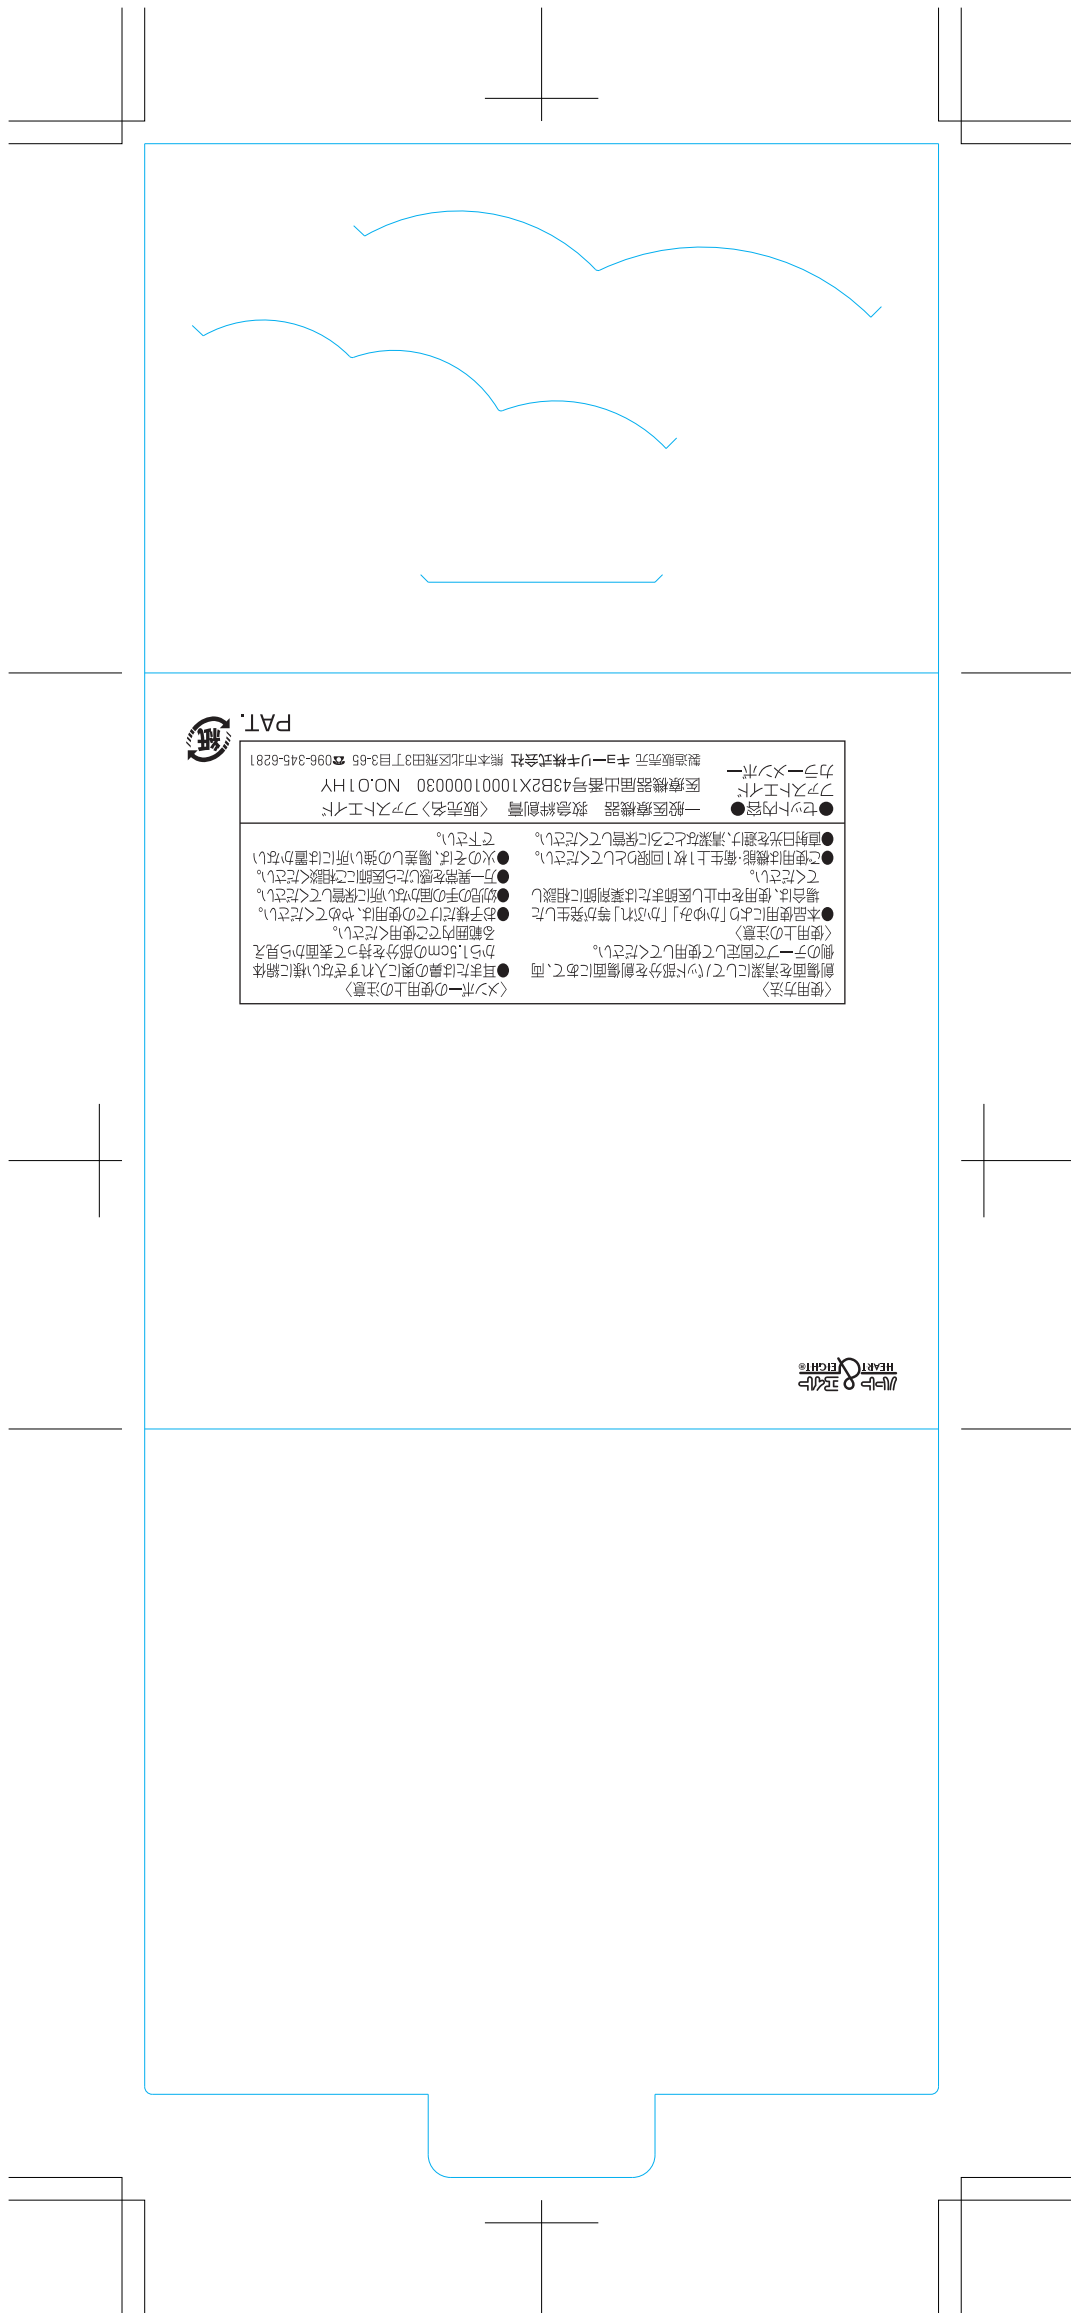 ハート エイト
HEART EIGHT®
〈使用方法〉
創傷面を清潔にしてパッド部分を創傷面にあて、両
側のテープで固定して使用してください。
〈使用上の注意〉
●本品使用により「かゆみ」「かぶれ」等が発生した
場合は、使用を中止し医師または薬剤師に相談し
てください。
●ご使用は機能・衛生上1枚1回限りとしてください。
●直射日光を避け、清潔なところに保管してください。
〈メンボーの使用上の注意〉
●耳または鼻の奥に入れすぎない様に綿体
から1.5cmの部分を持って表面から見え
る範囲内でご使用ください。
●お子様だけでの使用は、やめてください。
●幼児の手の届かない所に保管してください。
●万一異常を感じたら医師にご相談ください。
●火のそば、陽差しの強い所には置かない
で下さい。
●セット内容●
ファストエイド
カラーメンボー
一般医療機器 救急絆創膏 〈販売名〉ファストエイド
医療機器届出番号43B2X10001000030 NO.01HY
製造販売元 キョーリキ株式会社 熊本市北区飛田3丁目3-65 ☎096-345-6281
PAT.
紙